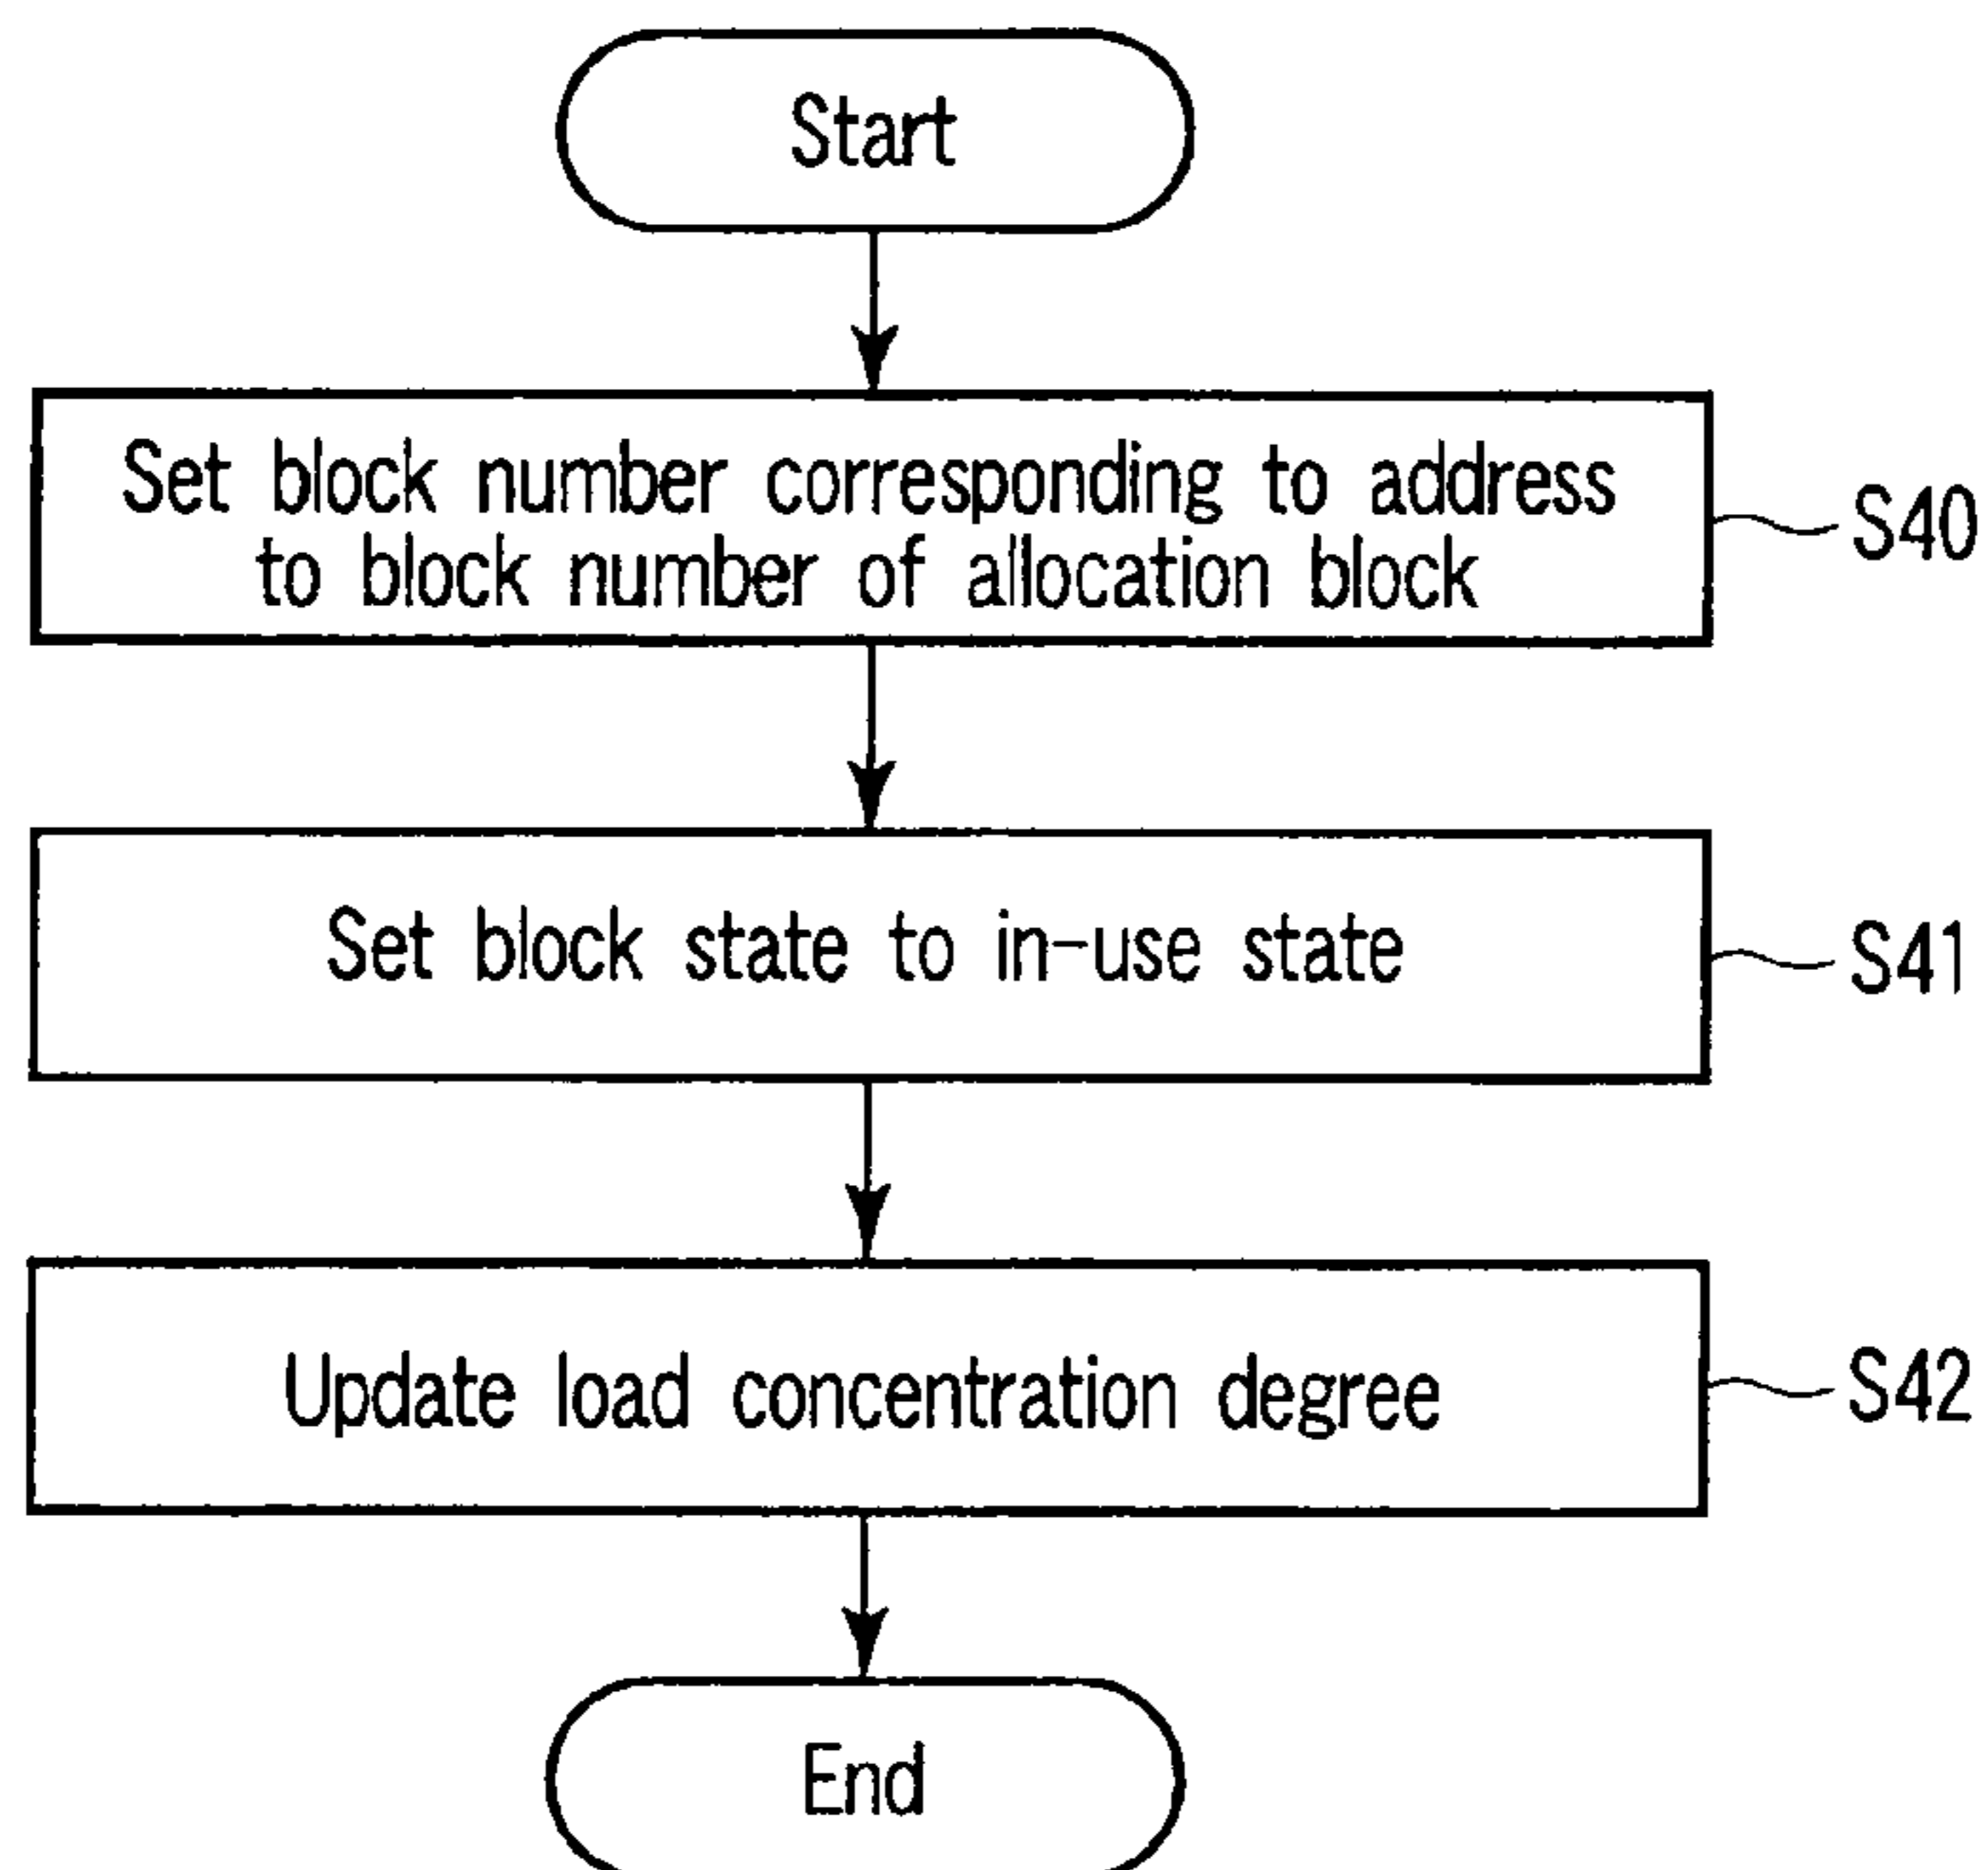 Start
Set block number corresponding to address
to block number of allocation block
S40
Set block state to in-use state
S41
Update load concentration degree
S42
End